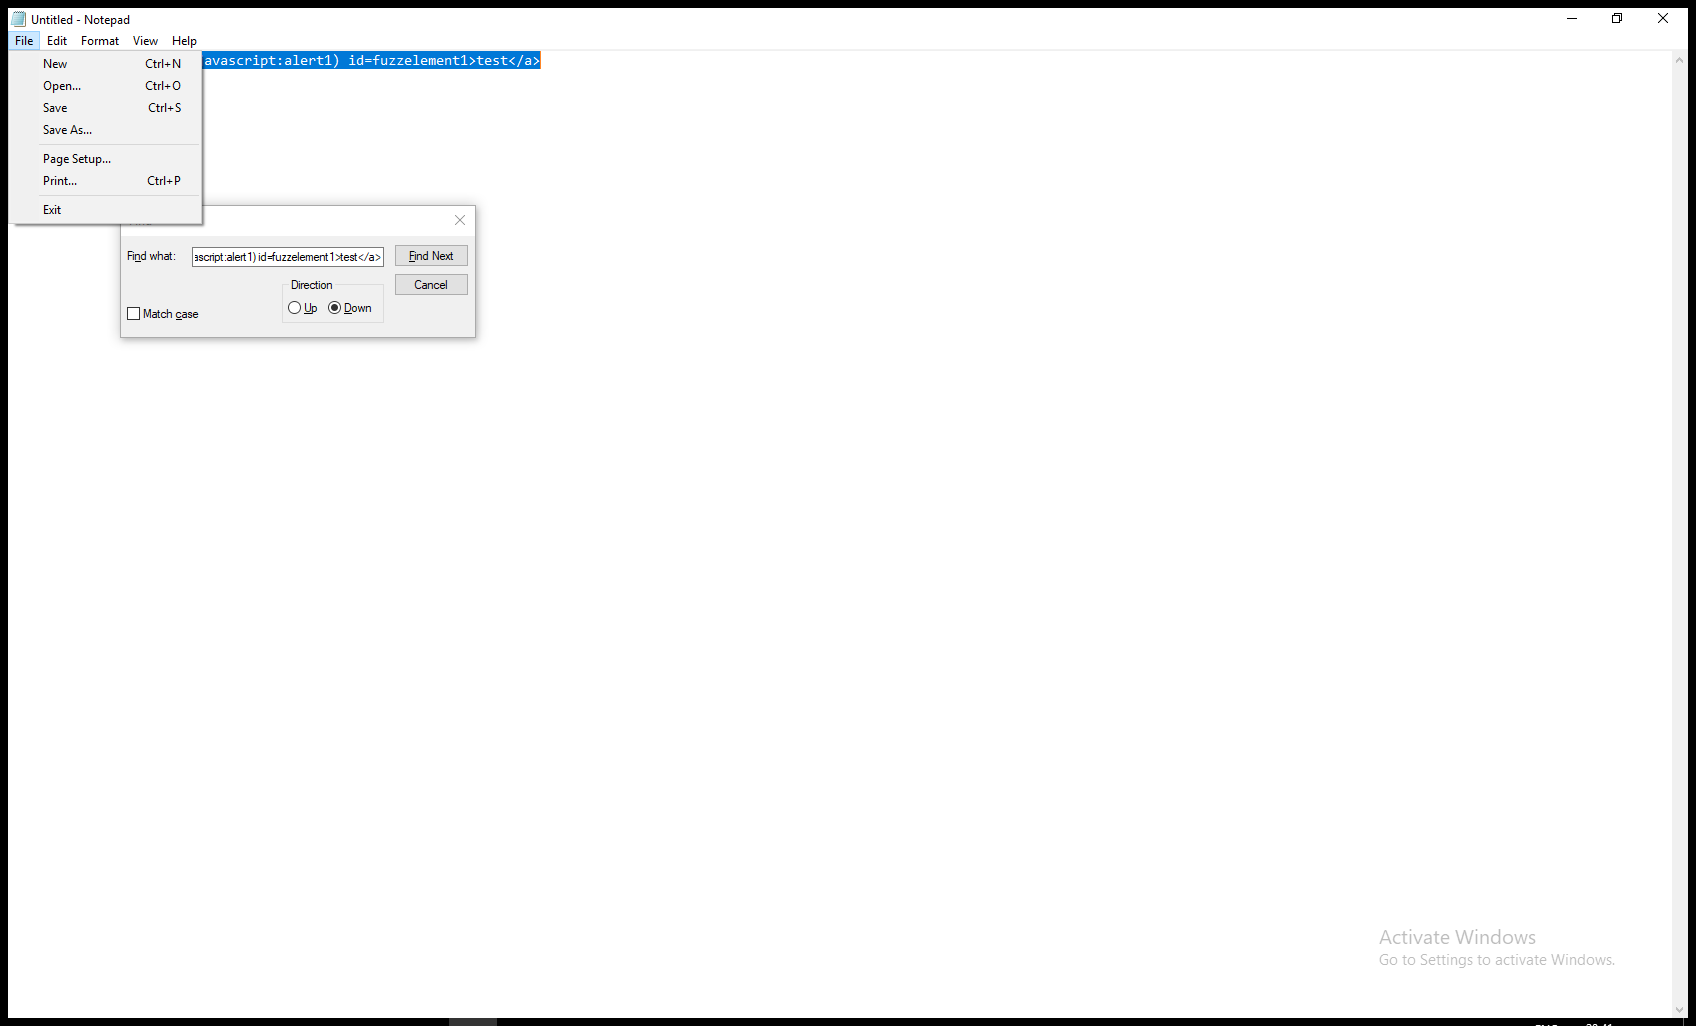 Untitled - Notepad
File Edit Format View Help
avascript:alert1) id=fuzzelement1>test</a>
New Ctrl+N
Open... Ctrl+O
Save Ctrl+S
Save As...
Page Setup...
Print... Ctrl+P
Exit
Find what: ascript:alert1) id=fuzzelement1>test</a> Find Next
Direction Cancel
Up Down
Match case
Activate Windows
Go to Settings to activate Windows.